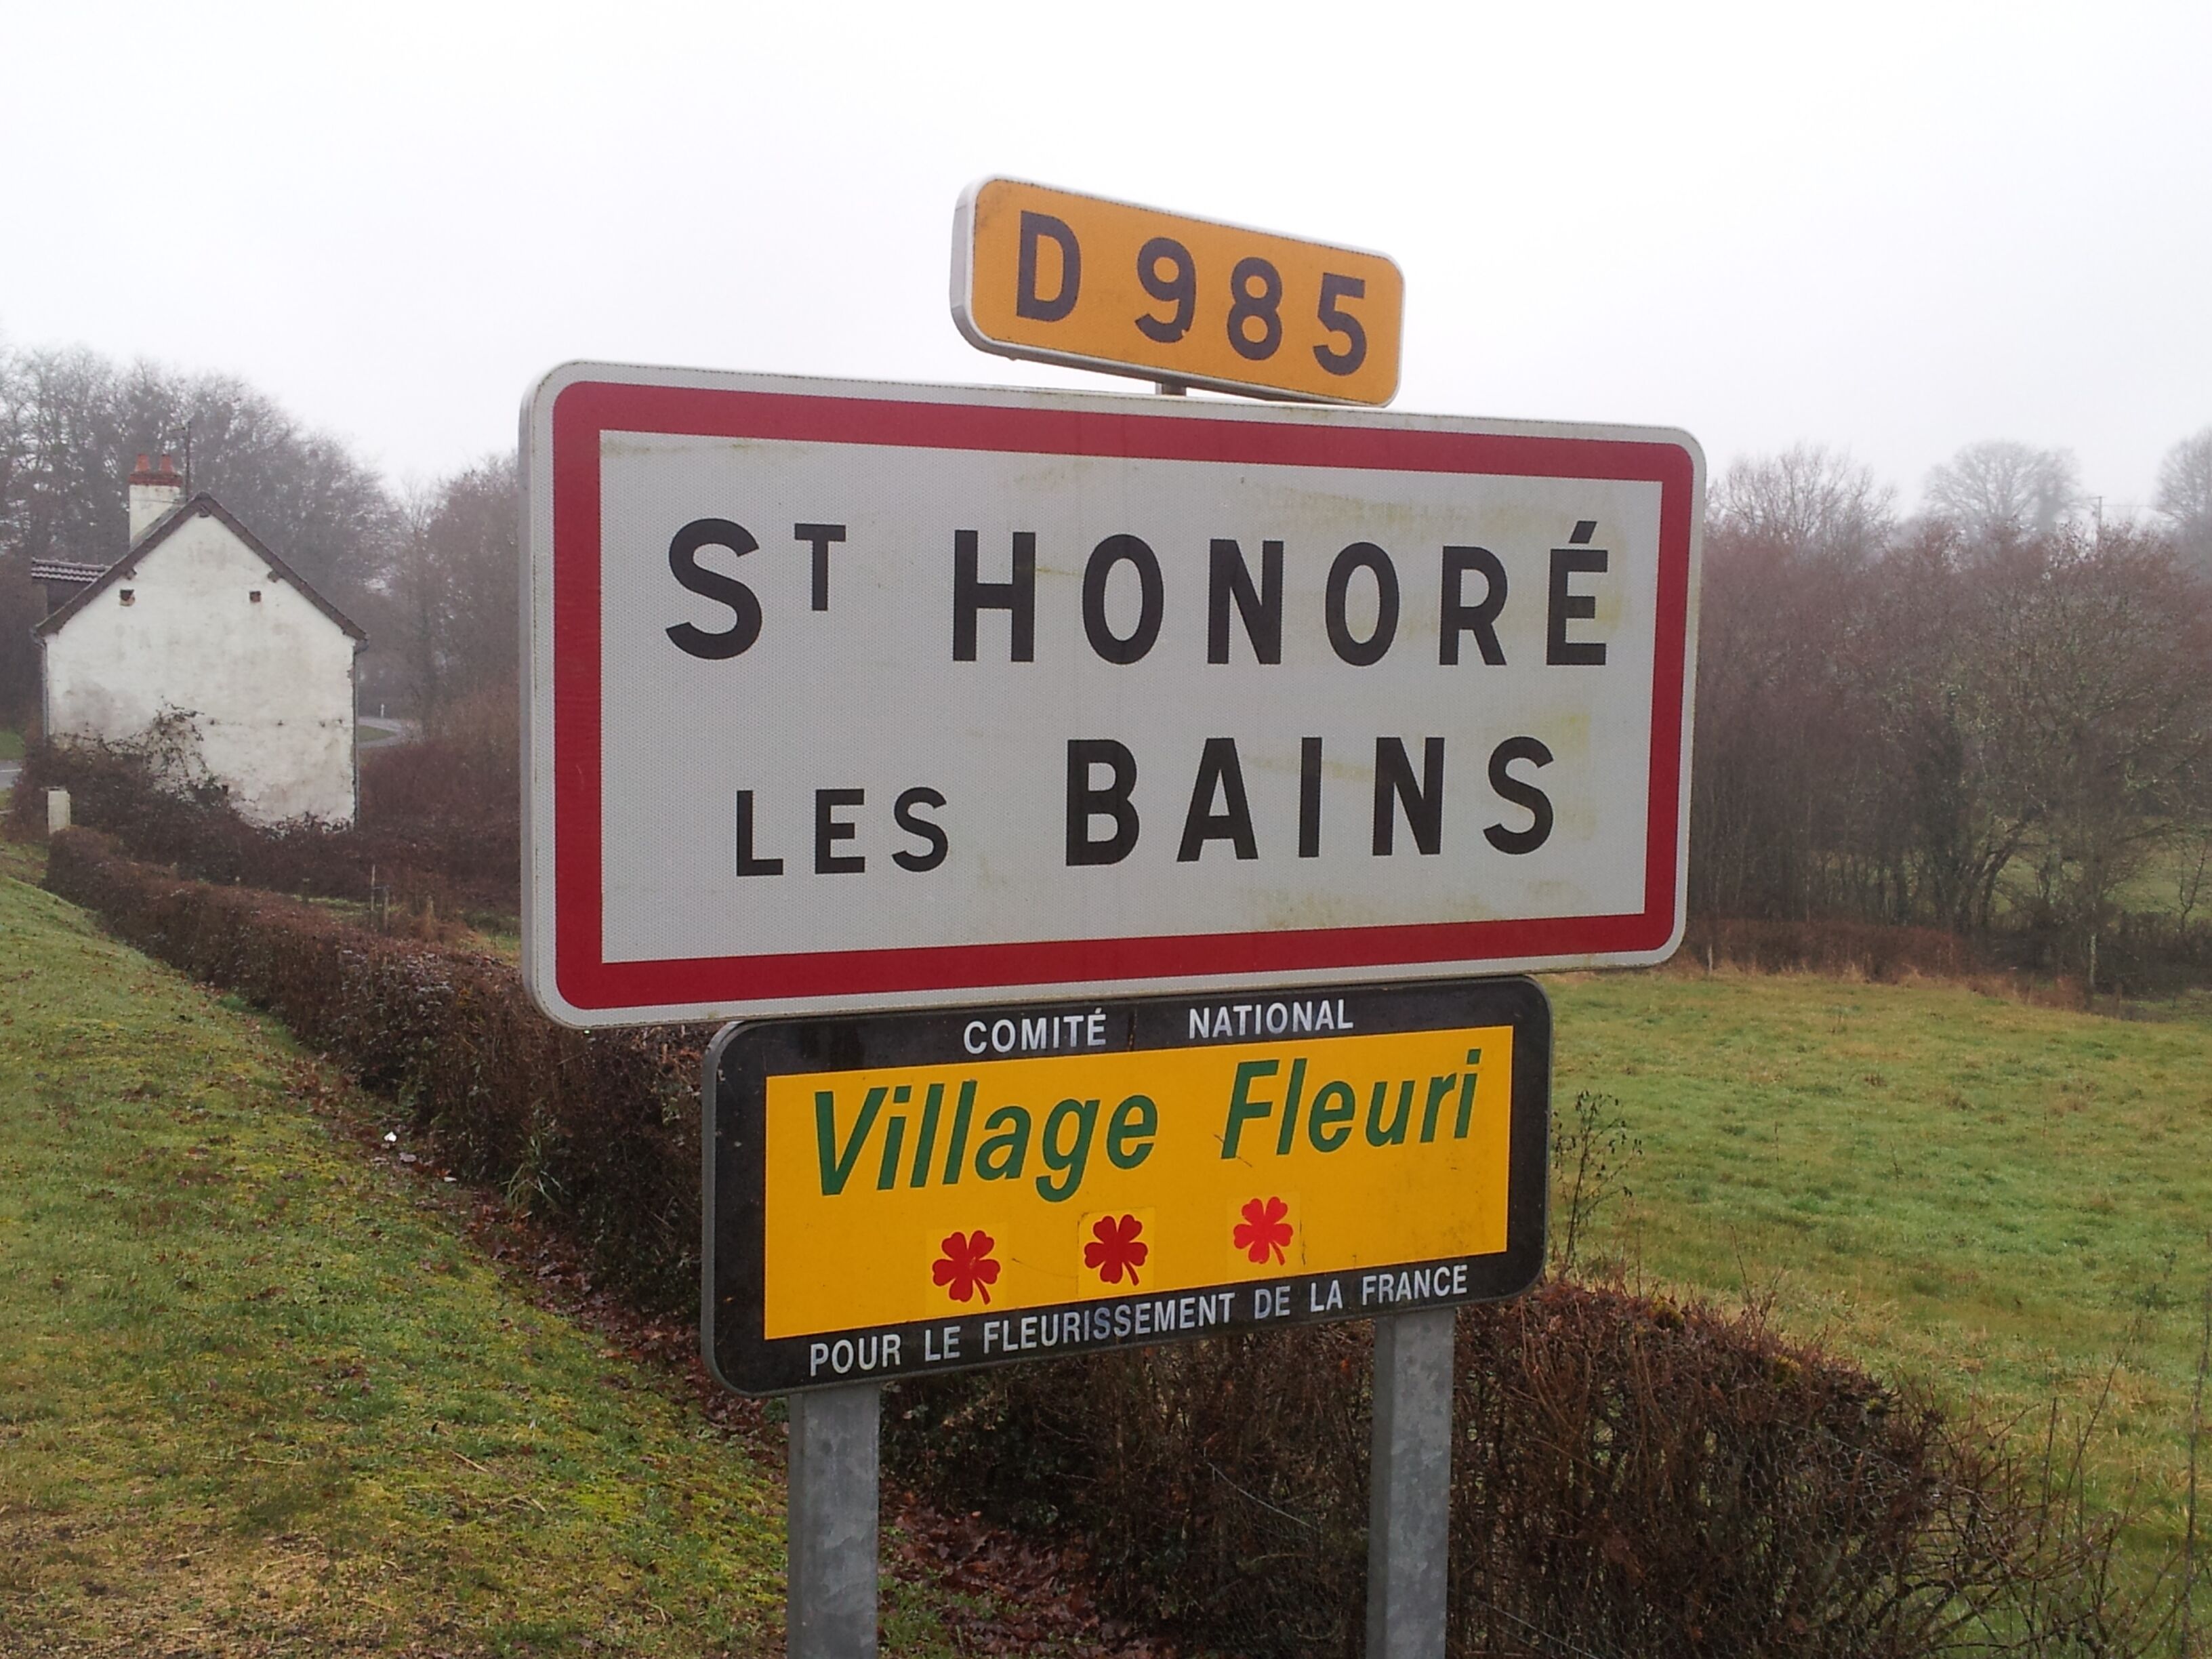 D 985
ST HONORÉ
LES BAINS
COMITÉ NATIONAL
Village Fleuri
POUR LE FLEURISSEMENT DE LA FRANCE